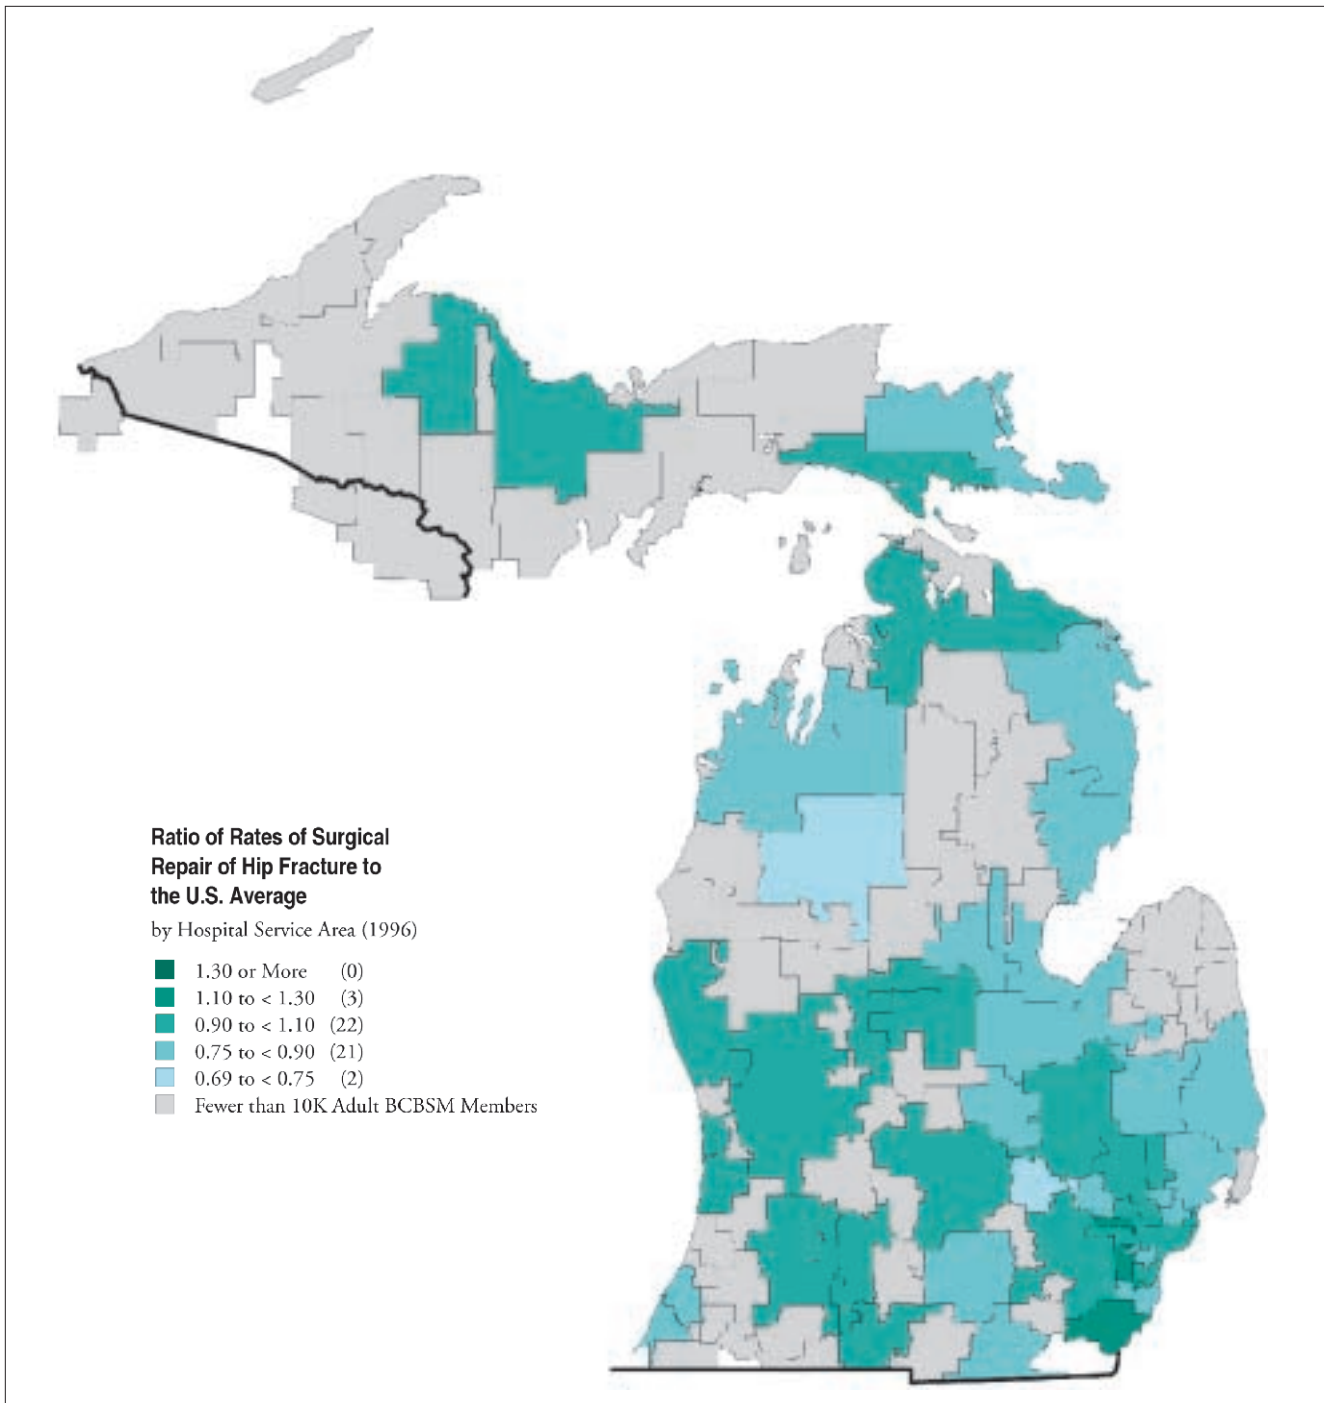 Ratio of Rates of Surgical
Repair of Hip Fracture to
the U.S. Average
by Hospital Service Area (1996)
1.30 or More (0)
1.10 to < 1.30 (3)
0.90 to < 1.10 (22)
0.75 to < 0.90 (21)
0.69 to < 0.75 (2)
Fewer than 10K Adult BCBSM Members